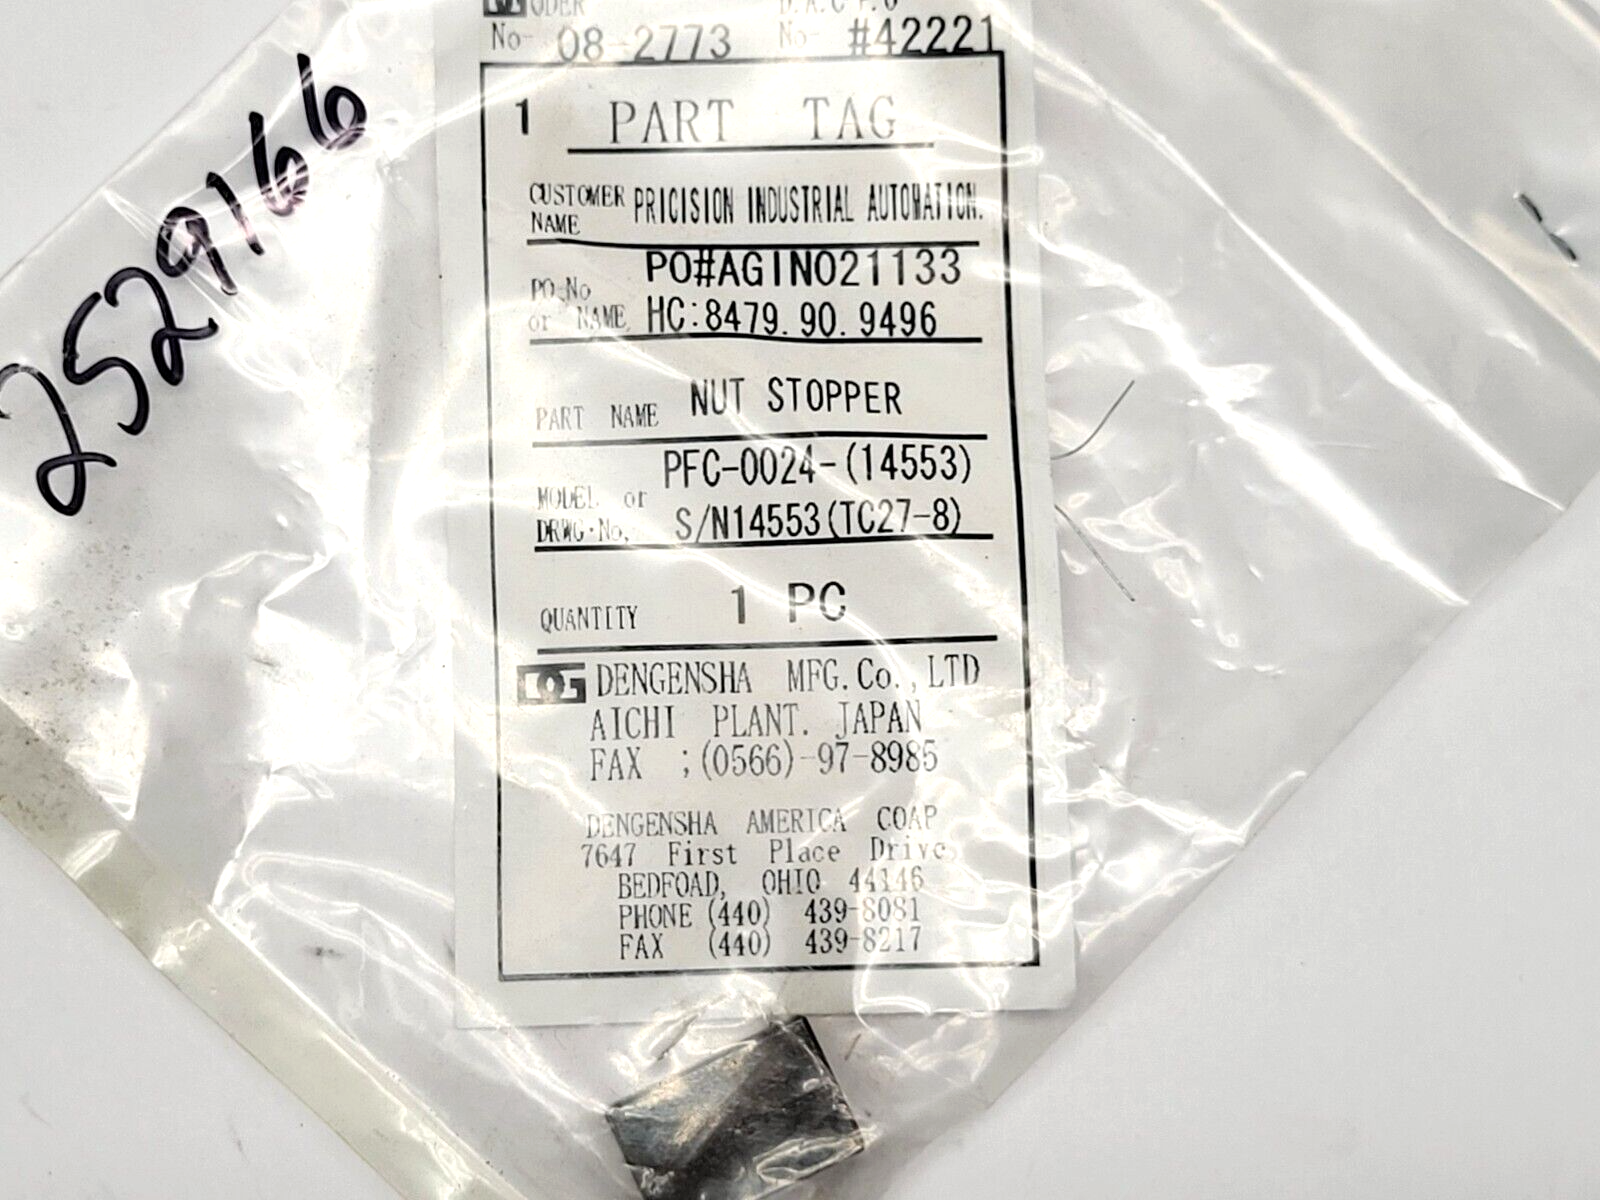 ODER D.A.C P.O
No- 08-2773 No- #42221
1 PART TAG
CUSTOMER NAME PRICISION INDUSTRIAL AUTOMATION.
PO-No PO#AGINO21133
or NAME HC:8479.90.9496
PART NAME NUT STOPPER
MODEL or PFC-0024-(14553)
DRWG·No. S/N14553(TC27-8)
QUANTITY 1 PC
DG DENGENSHA MFG.Co.,LTD
AICHI PLANT. JAPAN
FAX ;(0566)-97-8985
DENGENSHA AMERICA COAP
7647 First Place Drive
BEDFOAD, OHIO 44146
PHONE (440) 439-8081
FAX (440) 439-8217
2529166